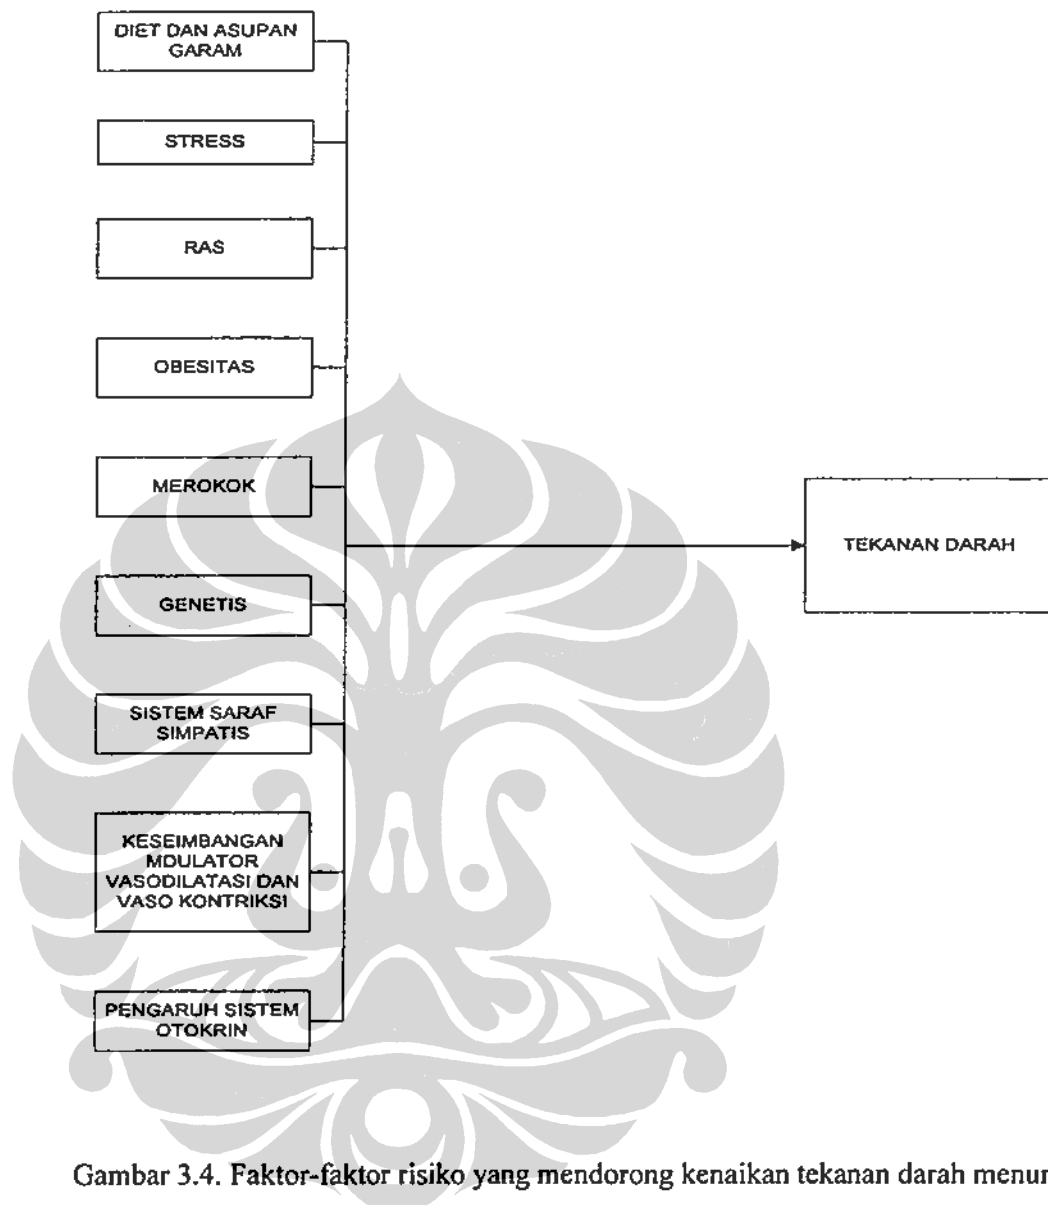 DIET DAN ASUPAN
GARAM
STRESS
RAS
OBESITAS
MEROKOK
TEKANAN DARAH
GENETIS
SISTEM SARAF
SIMPATIS
KESEIMBANGAN
MDULATOR
VASODILATASI DAN
VASO KONTRIKSI
PENGARUH SISTEM
OTOKRIN
Gambar 3.4. Faktor-faktor risiko yang mendorong kenaikan tekanan darah menur